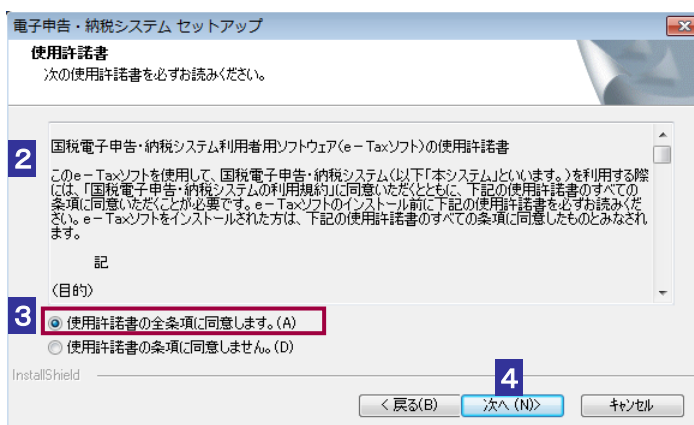 電子申告・納税システム セットアップ
使用許諾書
次の使用許諾書を必ずお読みください。
2
国税電子申告・納税システム利用者用ソフトウェア(e－Taxソフト)の使用許諾書
このe－Taxソフトを使用して、国税電子申告・納税システム(以下「本システム」といいます。)を利用する際
には、「国税電子申告・納税システムの利用規約」に同意いただくとともに、下記の使用許諾書のすべての
条項に同意いただくことが必要です。e－Taxソフトのインストール前に下記の使用許諾書を必ずお読みくだ
さい。e－Taxソフトをインストールされた方は、下記の使用許諾書のすべての条項に同意したものとみなされ
ます。
記
(目的)
3
使用許諾書の全条項に同意します。(A)
使用許諾書の条項に同意しません。(D)
InstallShield
4
< 戻る(B)
次へ (N)>
キャンセル